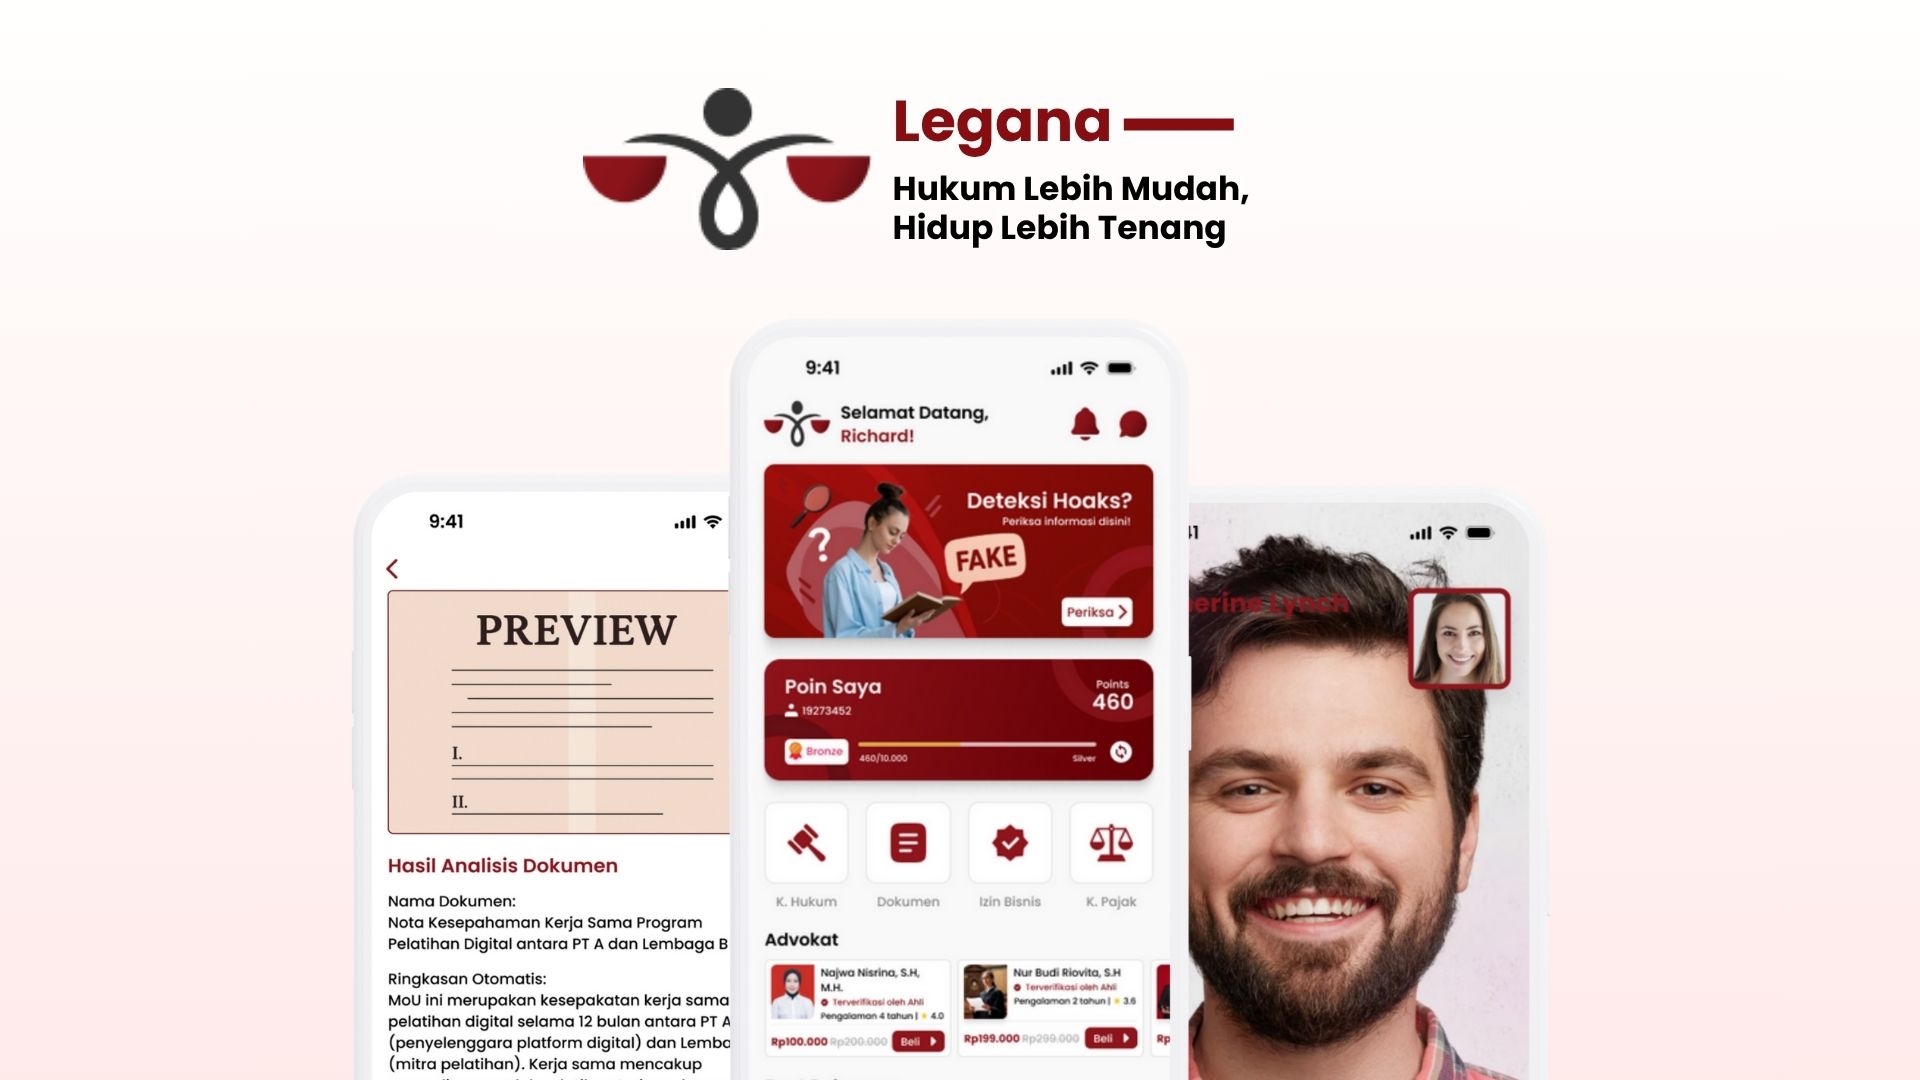 Legana
Hukum Lebih Mudah,
Hidup Lebih Tenang
9:41
PREVIEW
I.
II.
Hasil Analisis Dokumen
Nama Dokumen:
Nota Kesepahaman Kerja Sama Program
Pelatihan Digital antara PT A dan Lembaga B
Ringkasan Otomatis:
MoU ini merupakan kesepakatan kerja sama
pelatihan digital selama 12 bulan antara PT A
(penyelenggara platform digital) dan Lemba
(mitra pelatihan). Kerja sama mencakup
9:41
Selamat Datang,
Richard!
Deteksi Hoaks?
Periksa informasi disini!
?
FAKE
Periksa
Poin Saya
19273452
Points
460
Bronze
460/10.000
Silver
K. Hukum
Dokumen
Izin Bisnis
K. Pajak
Advokat
Najwa Nisrina, S.H,
M.H.
Terverifikasi oleh Ahli
Pengalaman 4 tahun | 4.0
Rp100.000 Rp200.000 Beli
Nur Budi Riovita, S.H
Terverifikasi oleh Ahli
Pengalaman 2 tahun | 3.6
Rp199.000 Rp299.000 Beli
Rp
41
erine Lynch